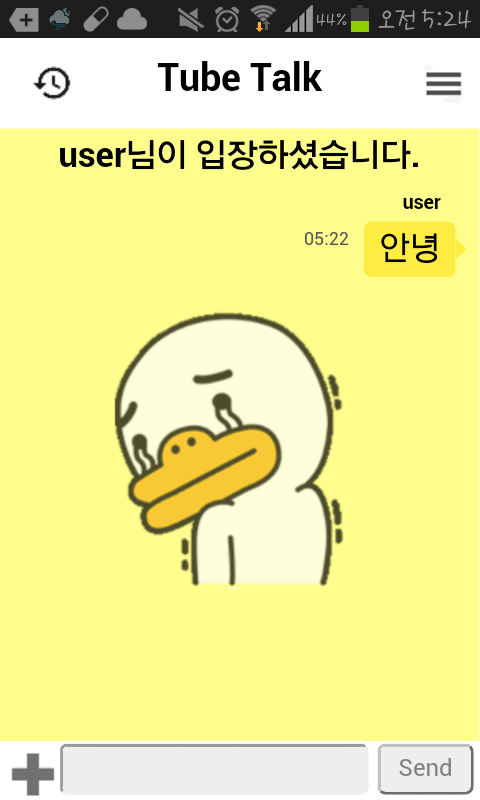 44% 오전 5:24
Tube Talk
user님이 입장하셨습니다.
user
05:22 안녕
Send